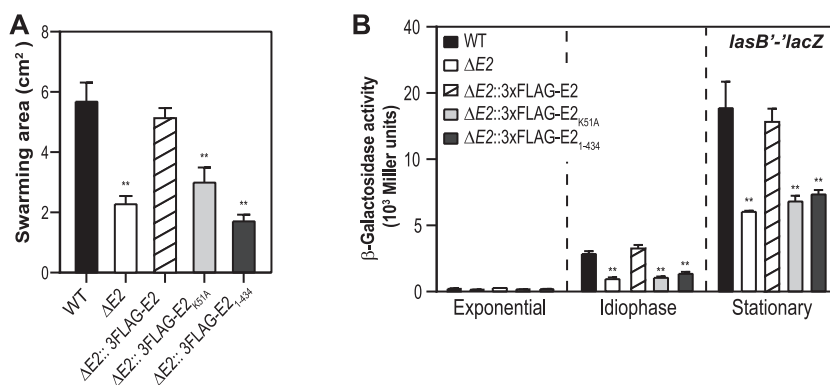 A
Swarming area (cm²)
8
6
4
2
0
**
**
**
WT
ΔE2
ΔE2:: 3FLAG-E2
ΔE2:: 3FLAG-E2K51A
ΔE2:: 3FLAG-E21-434
B
β-Galactosidase activity
(10³ Miller units)
40
20
10
5
0
WT
ΔE2
ΔE2::3xFLAG-E2
ΔE2::3xFLAG-E2K51A
ΔE2::3xFLAG-E21-434
lasB’-’lacZ
**
**
**
**
**
**
Exponential
Idiophase
Stationary